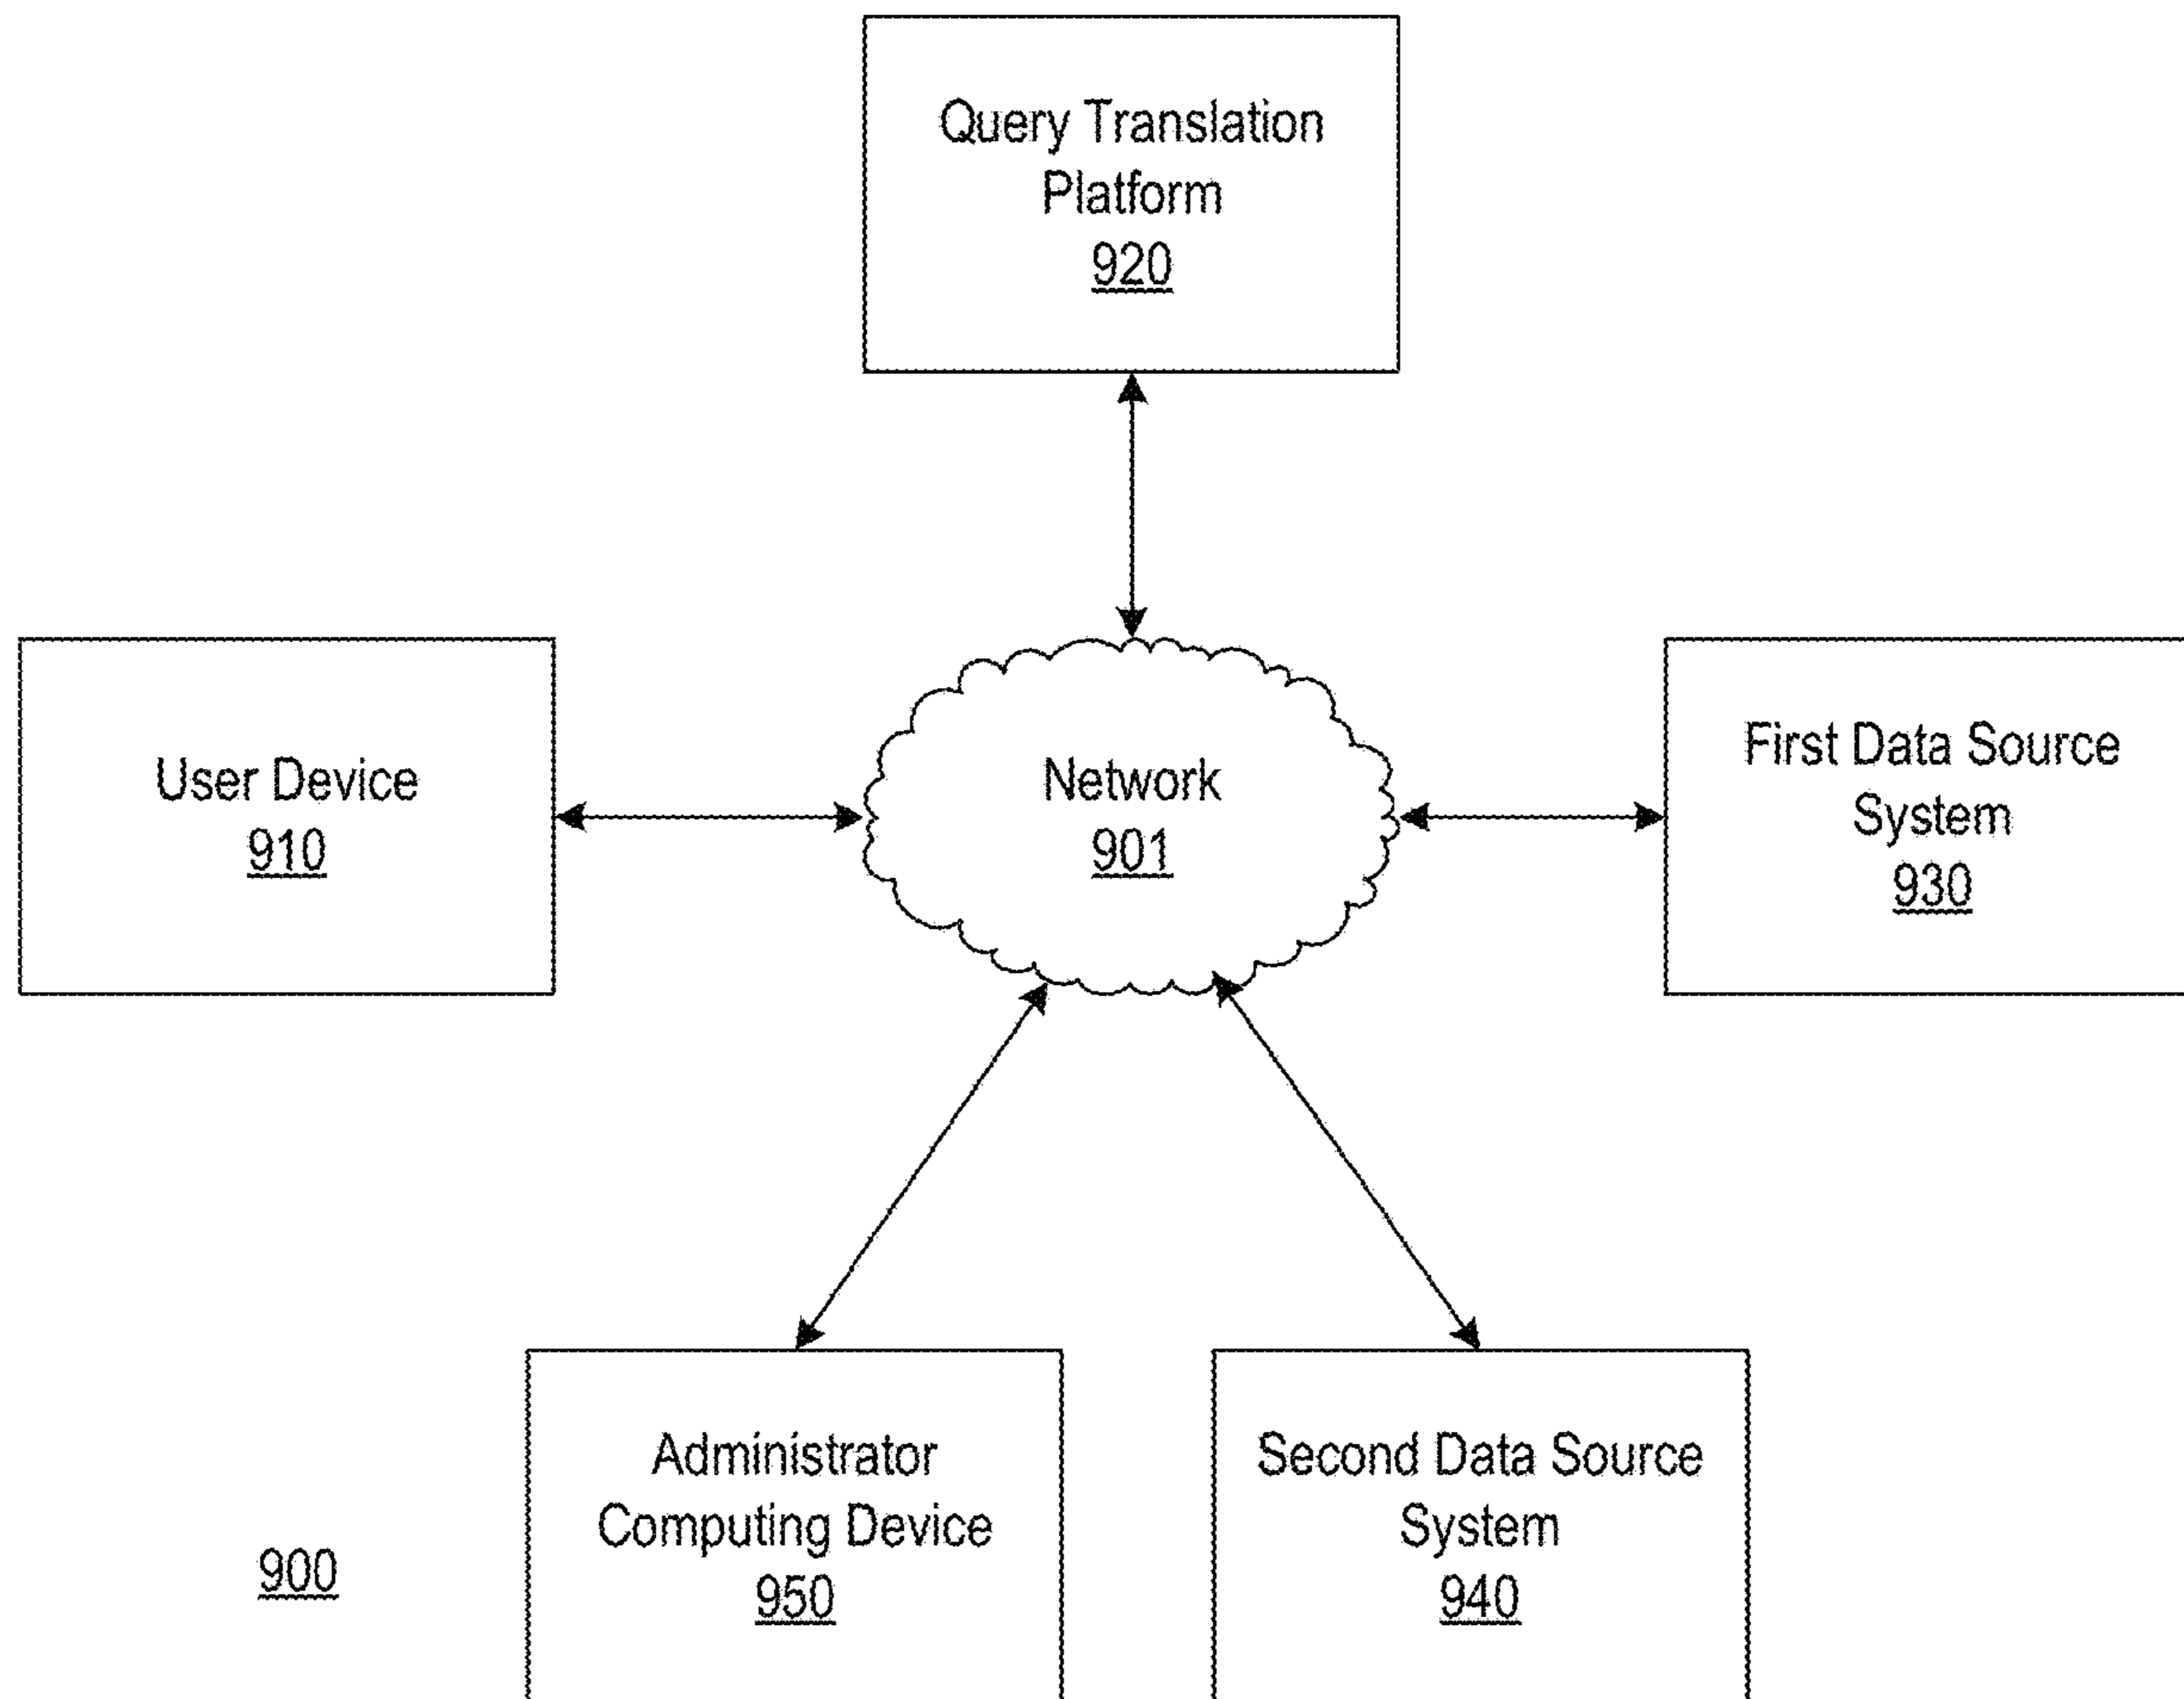 Query Translation
Platform
920
User Device
910
Network
901
First Data Source
System
930
Administrator
Computing Device
950
Second Data Source
System
940
900